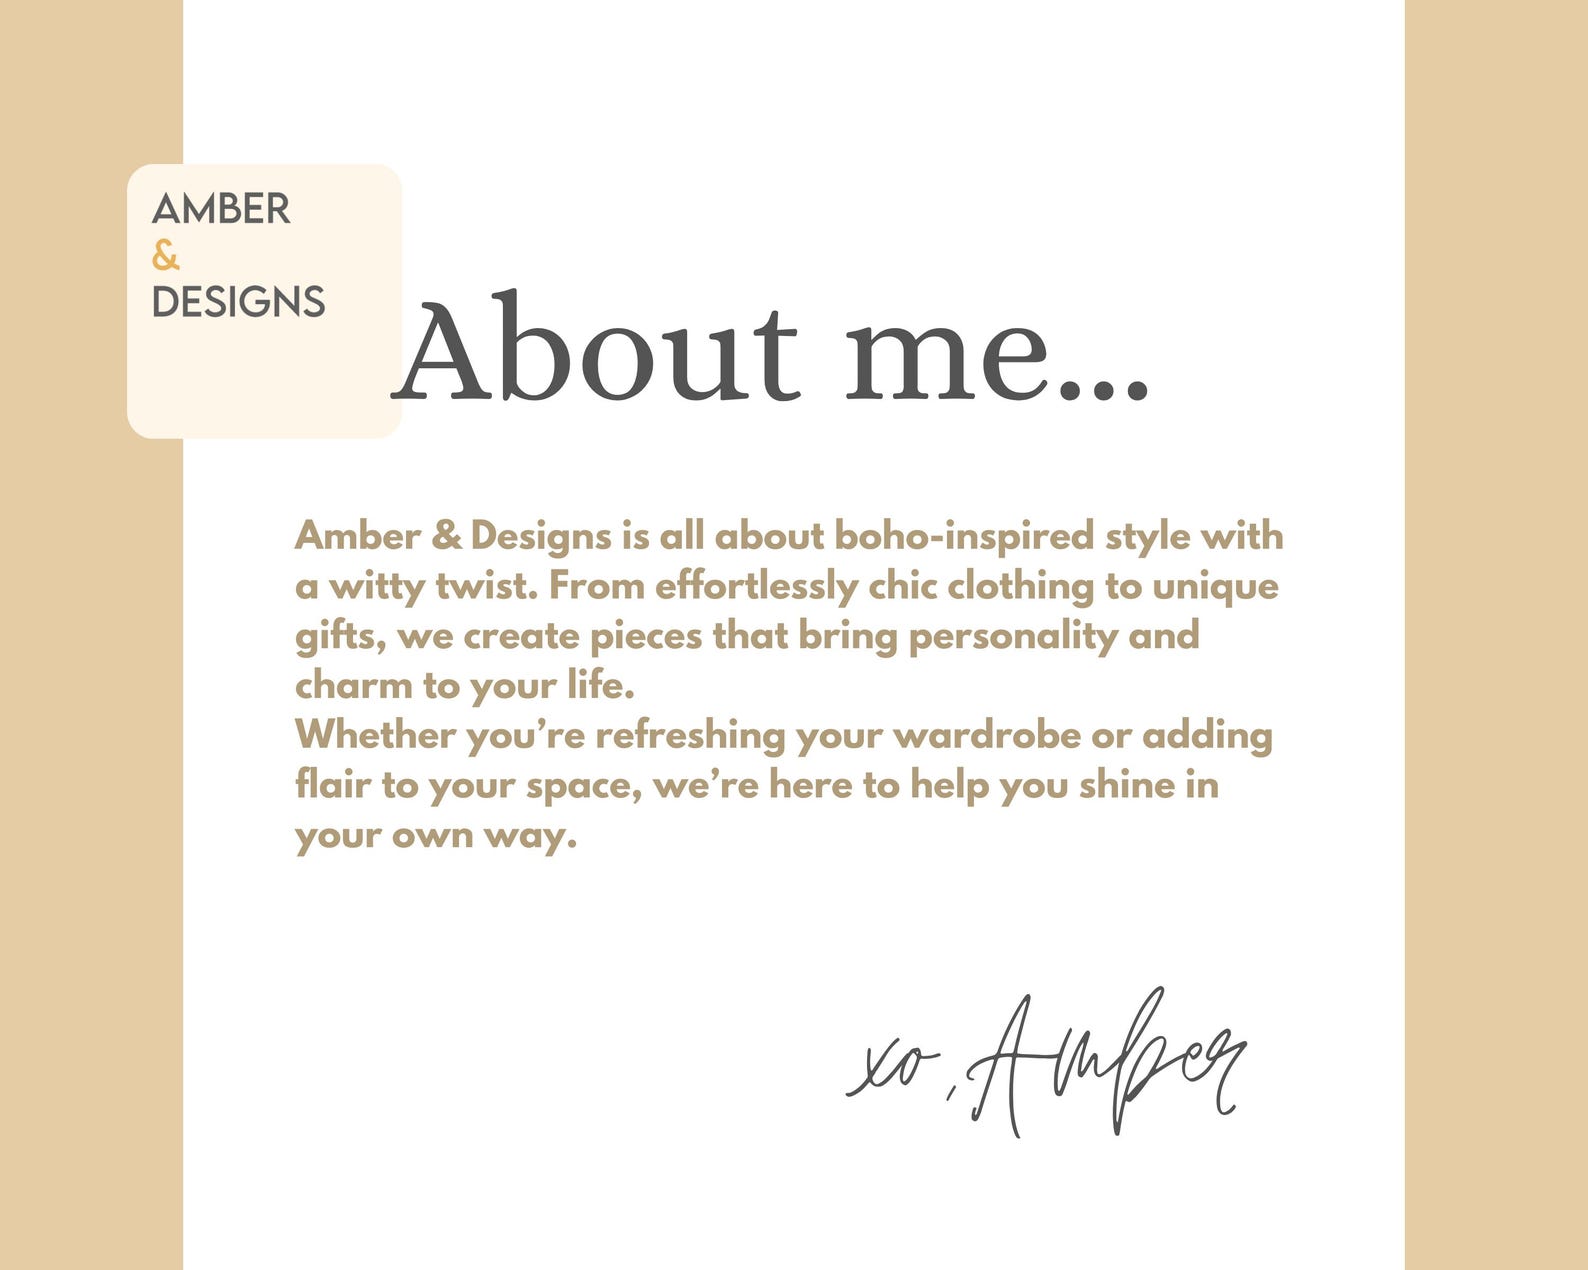 AMBER
&
DESIGNS
About me...
Amber & Designs is all about boho-inspired style with
a witty twist. From effortlessly chic clothing to unique
gifts, we create pieces that bring personality and
charm to your life.
Whether you’re refreshing your wardrobe or adding
flair to your space, we’re here to help you shine in
your own way.
xo, Amber